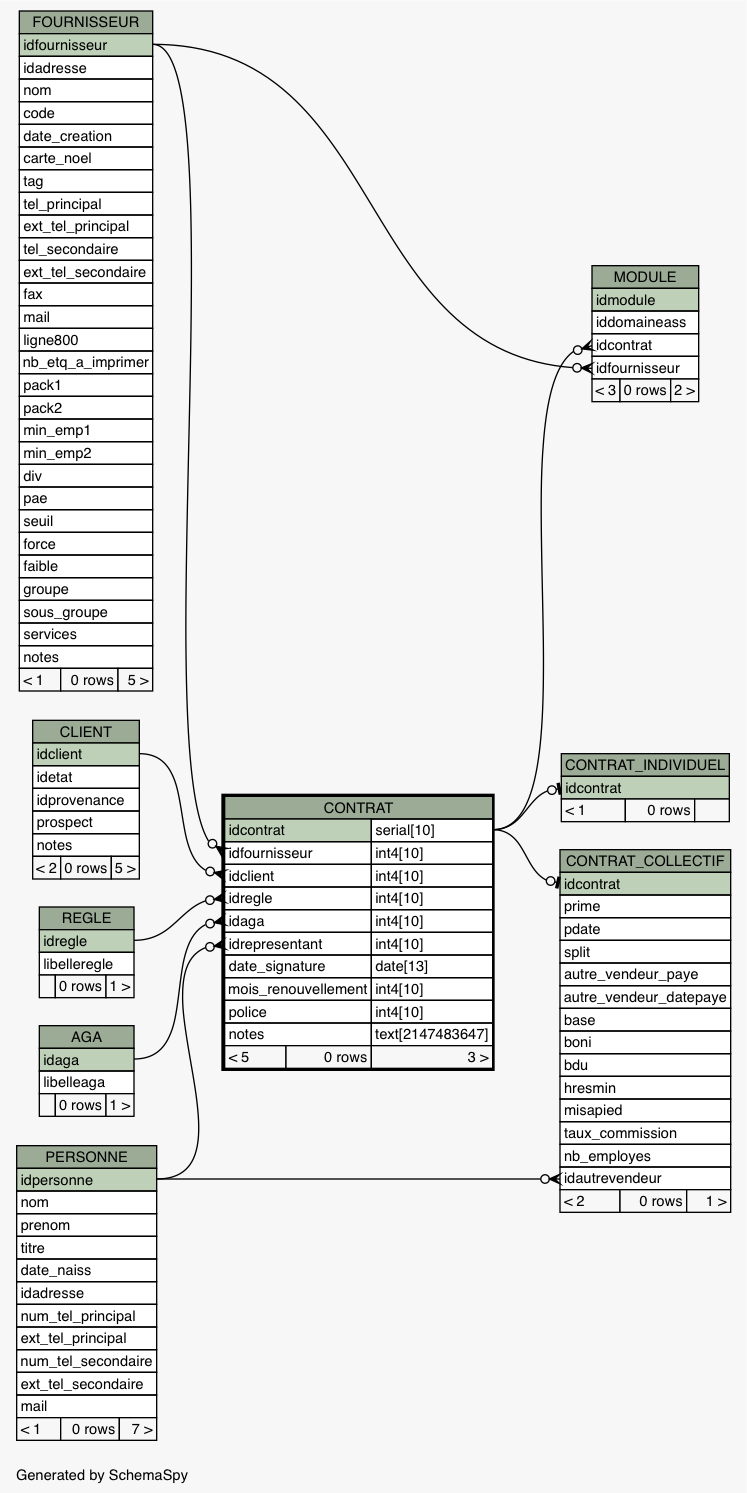 FOURNISSEUR
idfournisseur
idadresse
nom
code
date_creation
carte_noel
tag
tel_principal
ext_tel_principal
tel_secondaire
ext_tel_secondaire
fax
mail
ligne800
nb_etq_a_imprimer
pack1
pack2
min_emp1
min_emp2
div
pae
seuil
force
faible
groupe
sous_groupe
services
notes
< 1 0 rows 5 >
MODULE
idmodule
iddomaineass
idcontrat
idfournisseur
< 3 0 rows 2 >
CLIENT
idclient
idetat
idprovenance
prospect
notes
< 2 0 rows 5 >
REGLE
idregle
libelleregle
0 rows 1 >
AGA
idaga
libelleaga
0 rows 1 >
PERSONNE
idpersonne
nom
prenom
titre
date_naiss
idadresse
num_tel_principal
ext_tel_principal
num_tel_secondaire
ext_tel_secondaire
mail
< 1 0 rows 7 >
CONTRAT
idcontrat serial[10]
idfournisseur int4[10]
idclient int4[10]
idregle int4[10]
idaga int4[10]
idrepresentant int4[10]
date_signature date[13]
mois_renouvellement int4[10]
police int4[10]
notes text[2147483647]
< 5 0 rows 3 >
CONTRAT_INDIVIDUEL
idcontrat
< 1 0 rows
CONTRAT_COLLECTIF
idcontrat
prime
pdate
split
autre_vendeur_paye
autre_vendeur_datepaye
base
boni
bdu
hresmin
misapied
taux_commission
nb_employes
idautrevendeur
< 2 0 rows 1 >
Generated by SchemaSpy